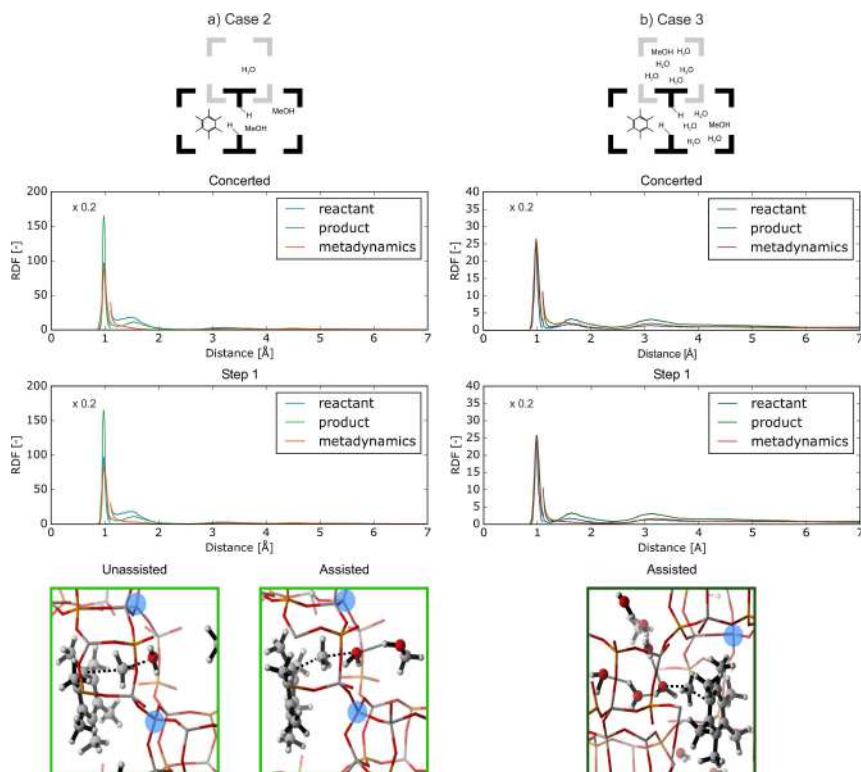 a) Case 2
b) Case 3
H₂O
H
MeOH
H
MeOH
MeOH H₂O
H₂O
H₂O H₂O
H₂O H₂O
H
H₂O
H₂O
H
H₂O MeOH
H₂O H₂O
Concerted
RDF [-]
200
150
100
50
0
x 0.2
reactant
product
metadynamics
0 1 2 3 4 5 6 7
Distance [Å]
Concerted
RDF [-]
40
35
30
25
20
15
10
5
0
x 0.2
reactant
product
metadynamics
0 1 2 3 4 5 6 7
Distance [Å]
Step 1
RDF [-]
200
150
100
50
0
x 0.2
reactant
product
metadynamics
0 1 2 3 4 5 6 7
Distance [Å]
Step 1
RDF [-]
40
35
30
25
20
15
10
5
0
x 0.2
reactant
product
metadynamics
0 1 2 3 4 5 6 7
Distance [A]
Unassisted
Assisted
Assisted